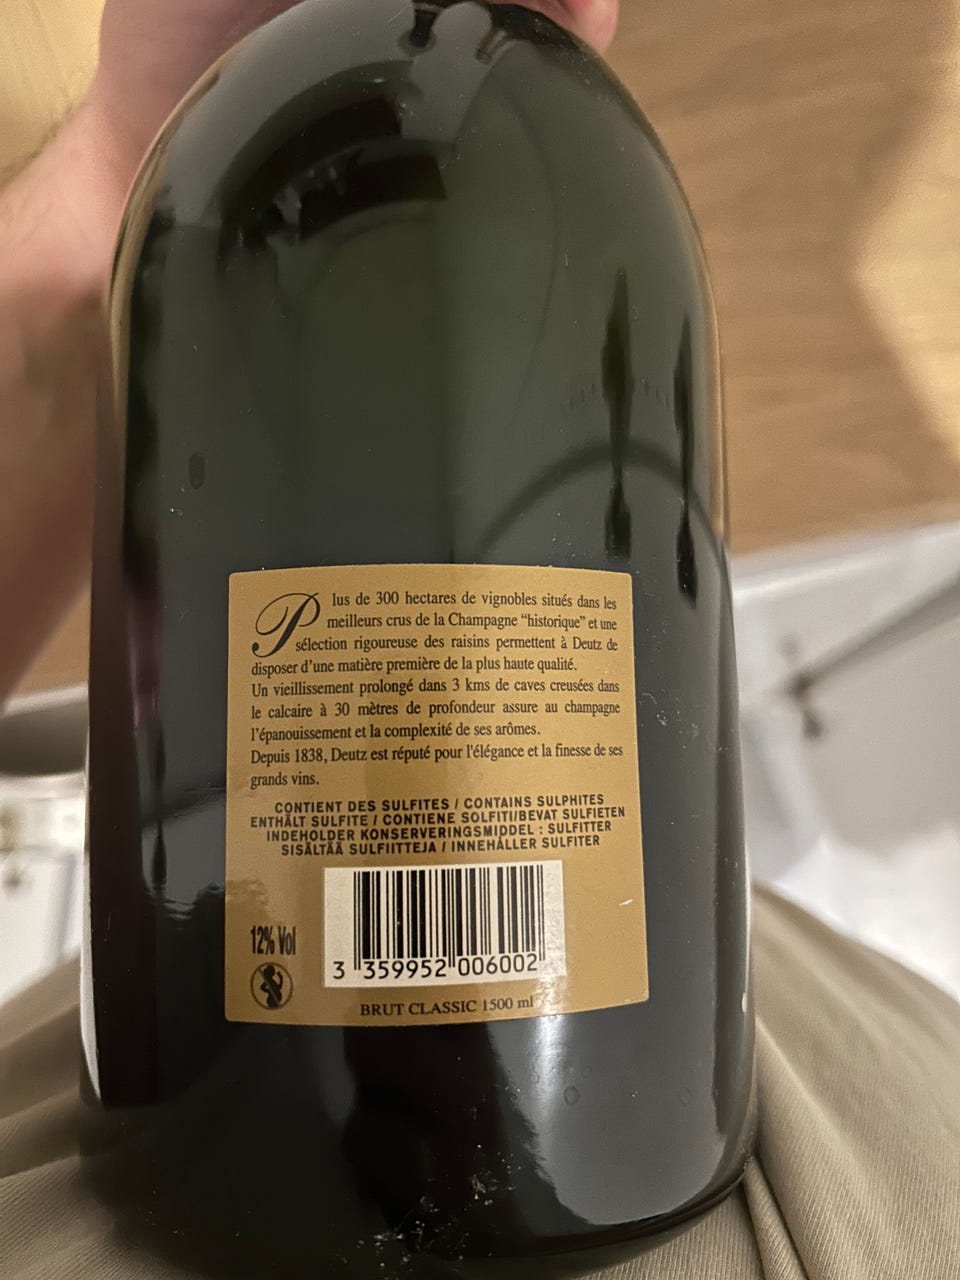 Plus de 300 hectares de vignobles situés dans les
meilleurs crus de la Champagne “historique” et une
sélection rigoureuse des raisins permettent à Deutz de
disposer d’une matière première de la plus haute qualité.
Un vieillissement prolongé dans 3 kms de caves creusées dans
le calcaire à 30 mètres de profondeur assure au champagne
l’épanouissement et la complexité de ses arômes.
Depuis 1838, Deutz est réputé pour l'élégance et la finesse de ses
grands vins.
CONTIENT DES SULFITES / CONTAINS SULPHITES
ENTHÄLT SULFITE / CONTIENE SOLFITI/BEVAT SULFIETEN
INDEHOLDER KONSERVERINGSMIDDEL : SULFITTER
SISÄLTÄÄ SULFIITTEJA / INNEHÅLLER SULFITER
12% Vol
3 359952 006002
BRUT CLASSIC 1500 ml